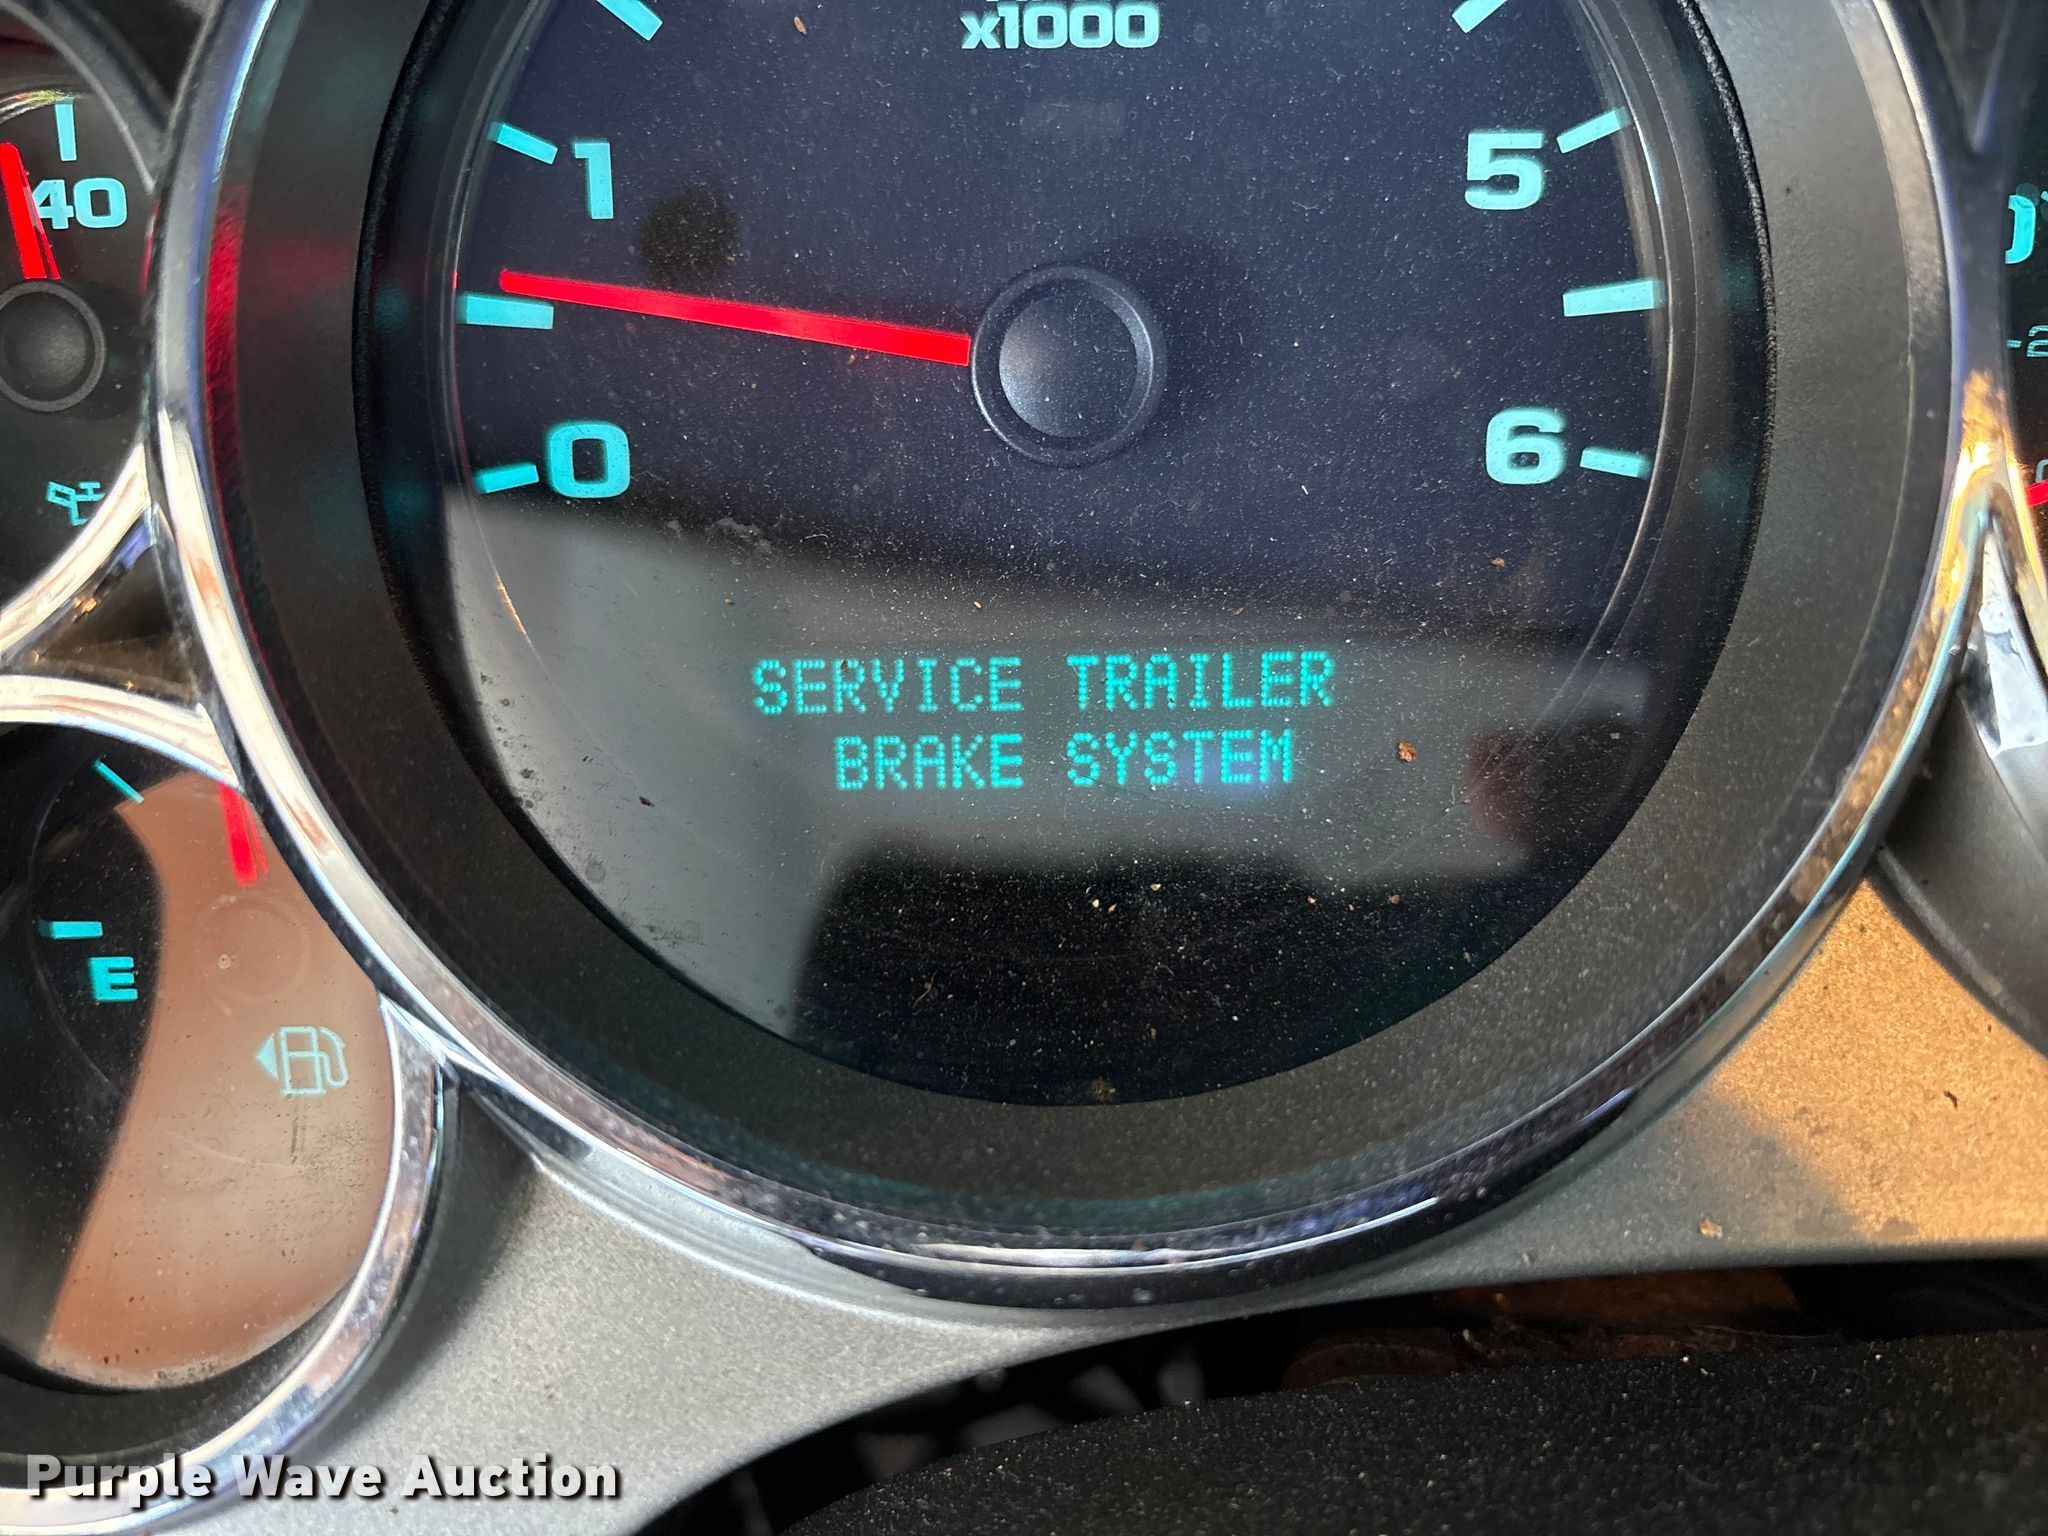 x1000
40
1
5
0
6
SERVICE TRAILER
BRAKE SYSTEM
E
Purple Wave Auction